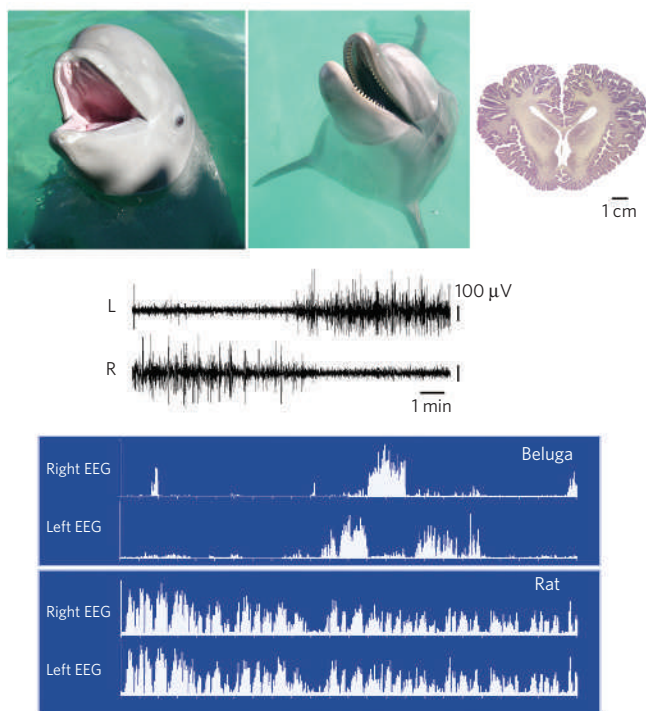 1 cm
L
100 μV
R
1 min
Beluga
Right EEG
Left EEG
Rat
Right EEG
Left EEG